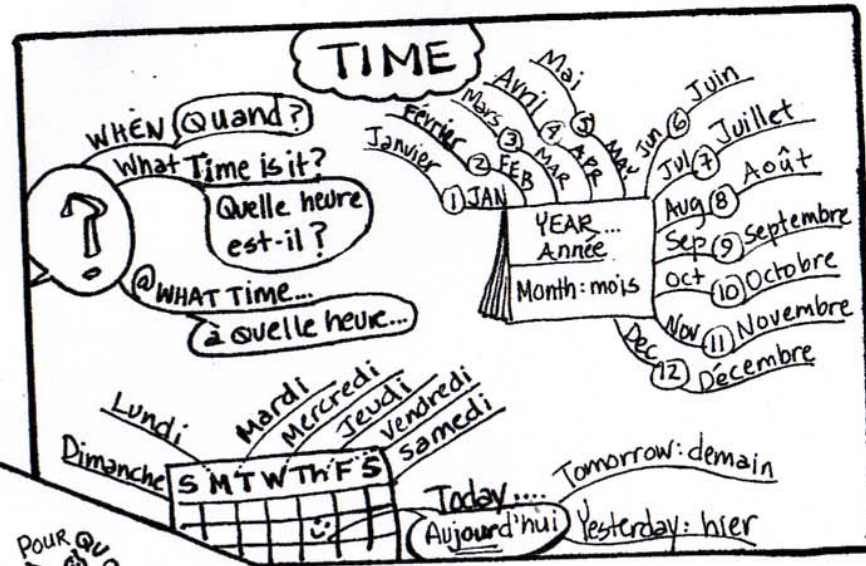 TIME
WHEN Quand?
What Time is it?
Quelle heure
est-il?
?
@ WHAT Time...
à quelle heure...
Janvier 1 JAN
Février 2 FEB
Mars 3 MAR
Avril 4 APR
Mai 5 MAY
Jun 6 Juin
Jul 7 Juillet
Aug 8 Août
Sep 9 Septembre
Oct 10 Octobre
Nov 11 Novembre
Dec 12 Décembre
YEAR...
Année
Month: mois
Dimanche
Lundi
Mardi
Mercredi
Jeudi
Vendredi
Samedi
S M T W Th F S
Today....
Aujourd'hui
Tomorrow: demain
Yesterday: hier
POUR QUO